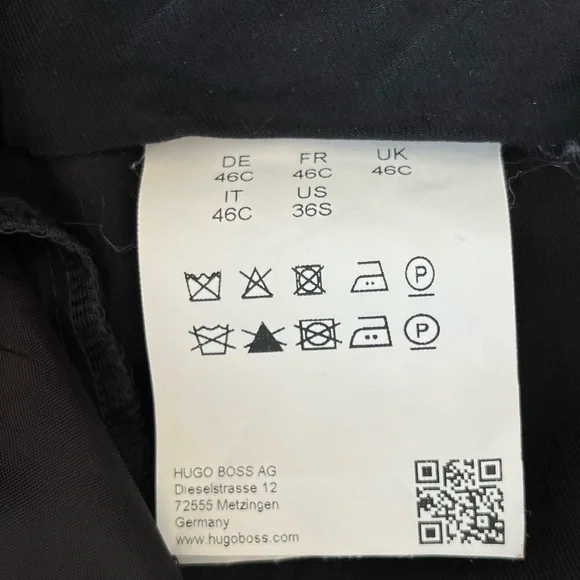 DE FR UK
46C 46C 46C
IT US
46C 36S
P
P
HUGO BOSS AG
Dieselstrasse 12
72555 Metzingen
Germany
www.hugoboss.com